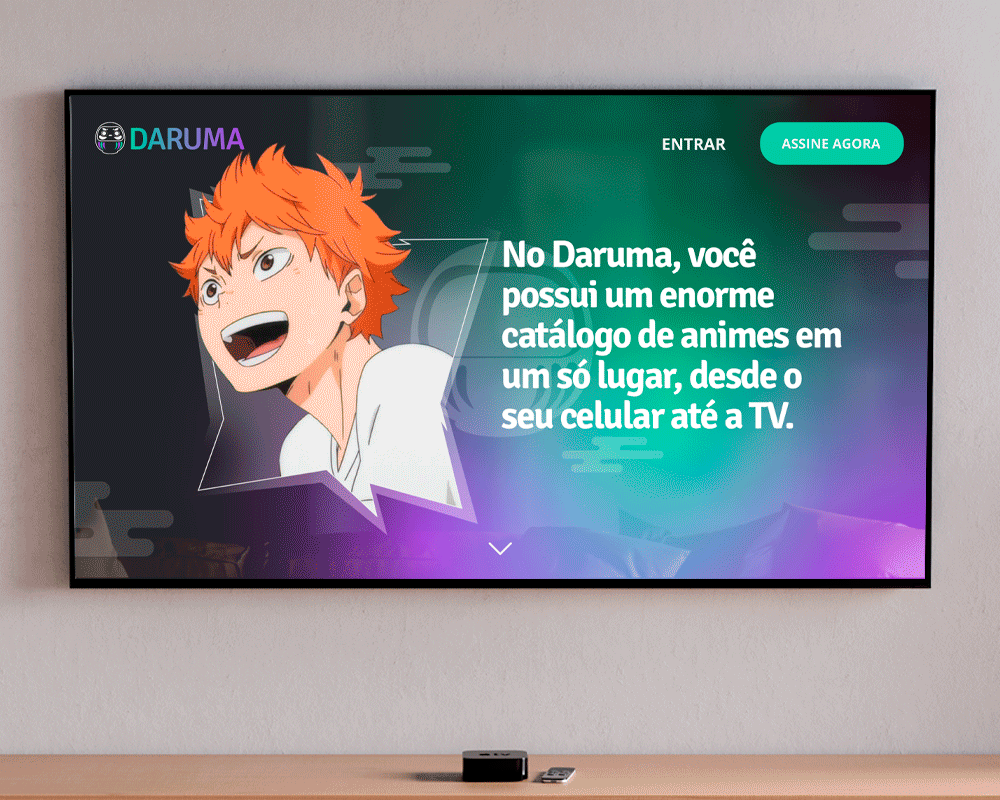 DARUMA
ENTRAR
ASSINE AGORA
No Daruma, você
possui um enorme
catálogo de animes em
um só lugar, desde o
seu celular até a TV.
tv